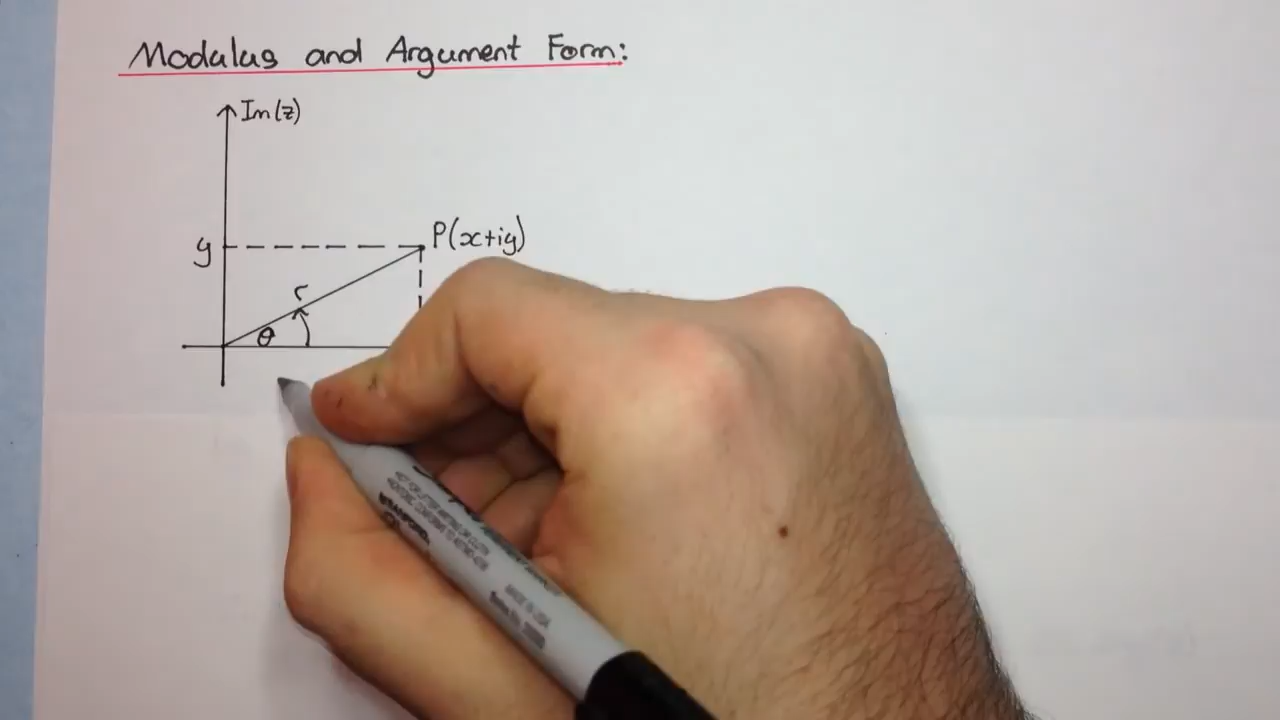 Modulus and Argument Form:
Im(z)
P(x+iy)
y
r
θ